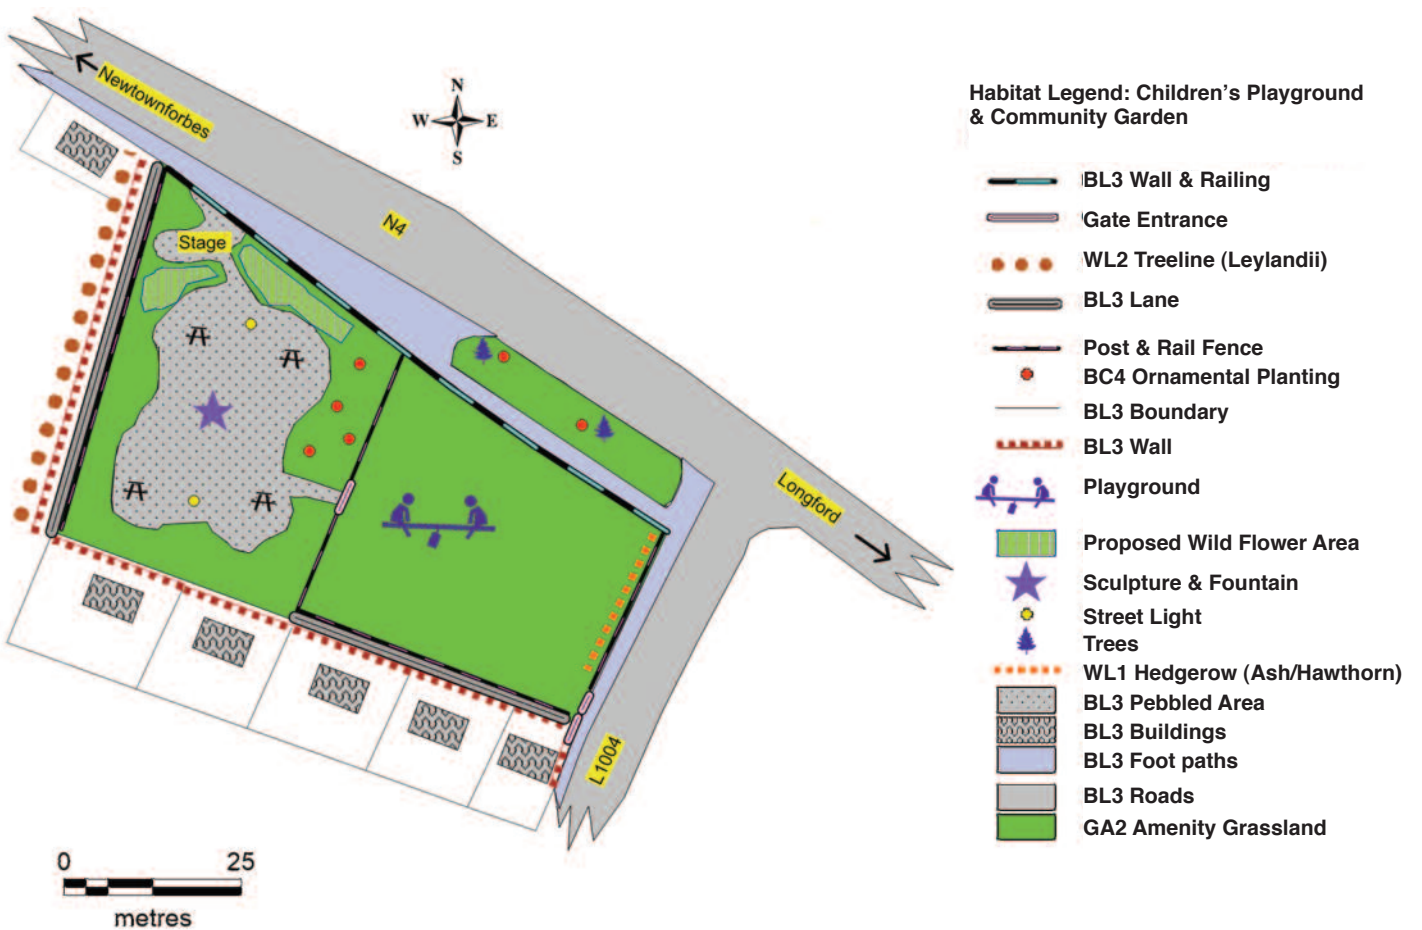 Newtownforbes
N
W E
S
N4
Stage
Longford
L1004
0 25
metres
Habitat Legend: Children’s Playground
& Community Garden
BL3 Wall & Railing
Gate Entrance
WL2 Treeline (Leylandii)
BL3 Lane
Post & Rail Fence
BC4 Ornamental Planting
BL3 Boundary
BL3 Wall
Playground
Proposed Wild Flower Area
Sculpture & Fountain
Street Light
Trees
WL1 Hedgerow (Ash/Hawthorn)
BL3 Pebbled Area
BL3 Buildings
BL3 Foot paths
BL3 Roads
GA2 Amenity Grassland